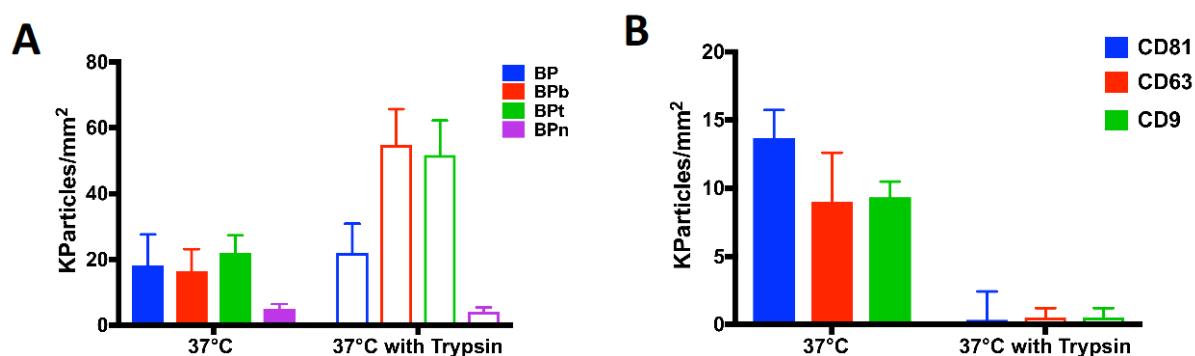 A
KParticles/mm²
80
60
40
20
0
37°C
37°C with Trypsin
BP
BPb
BPt
BPn
B
KParticles/mm²
20
15
10
5
0
37°C
37°C with Trypsin
CD81
CD63
CD9